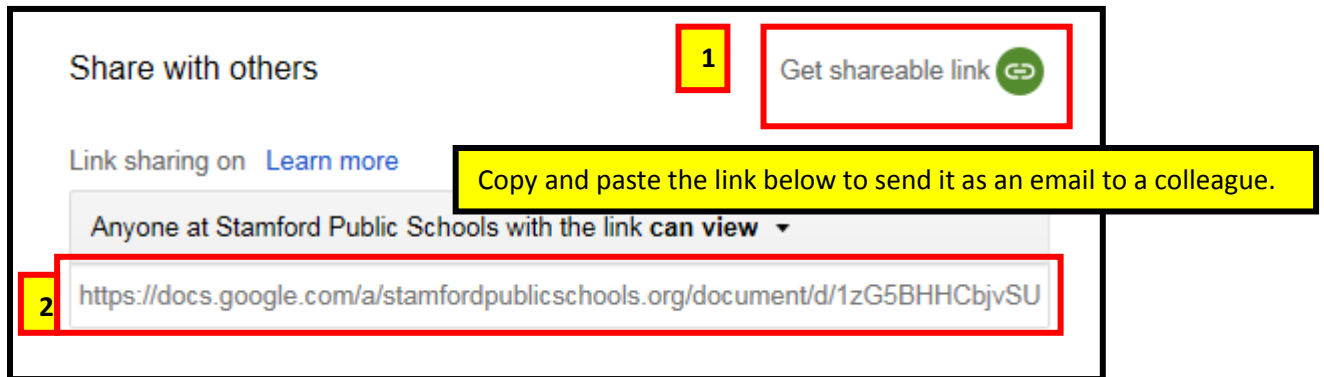 Share with others
1
Get shareable link
Link sharing on Learn more
Copy and paste the link below to send it as an email to a colleague.
Anyone at Stamford Public Schools with the link can view
2
https://docs.google.com/a/stamfordpublicschools.org/document/d/1zG5BHHCbjvSU